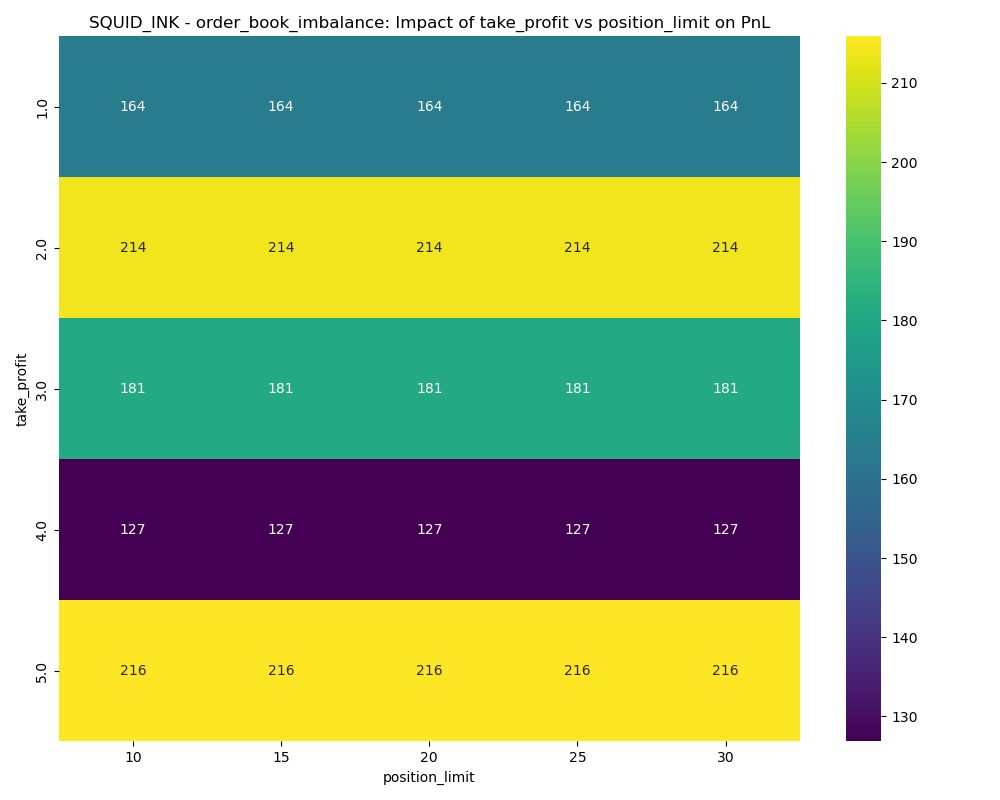 SQUID_INK - order_book_imbalance: Impact of take_profit vs position_limit on PnL
take_profit
1.0 164 164 164 164 164
2.0 214 214 214 214 214
3.0 181 181 181 181 181
4.0 127 127 127 127 127
5.0 216 216 216 216 216
10 15 20 25 30
position_limit
210
200
190
180
170
160
150
140
130